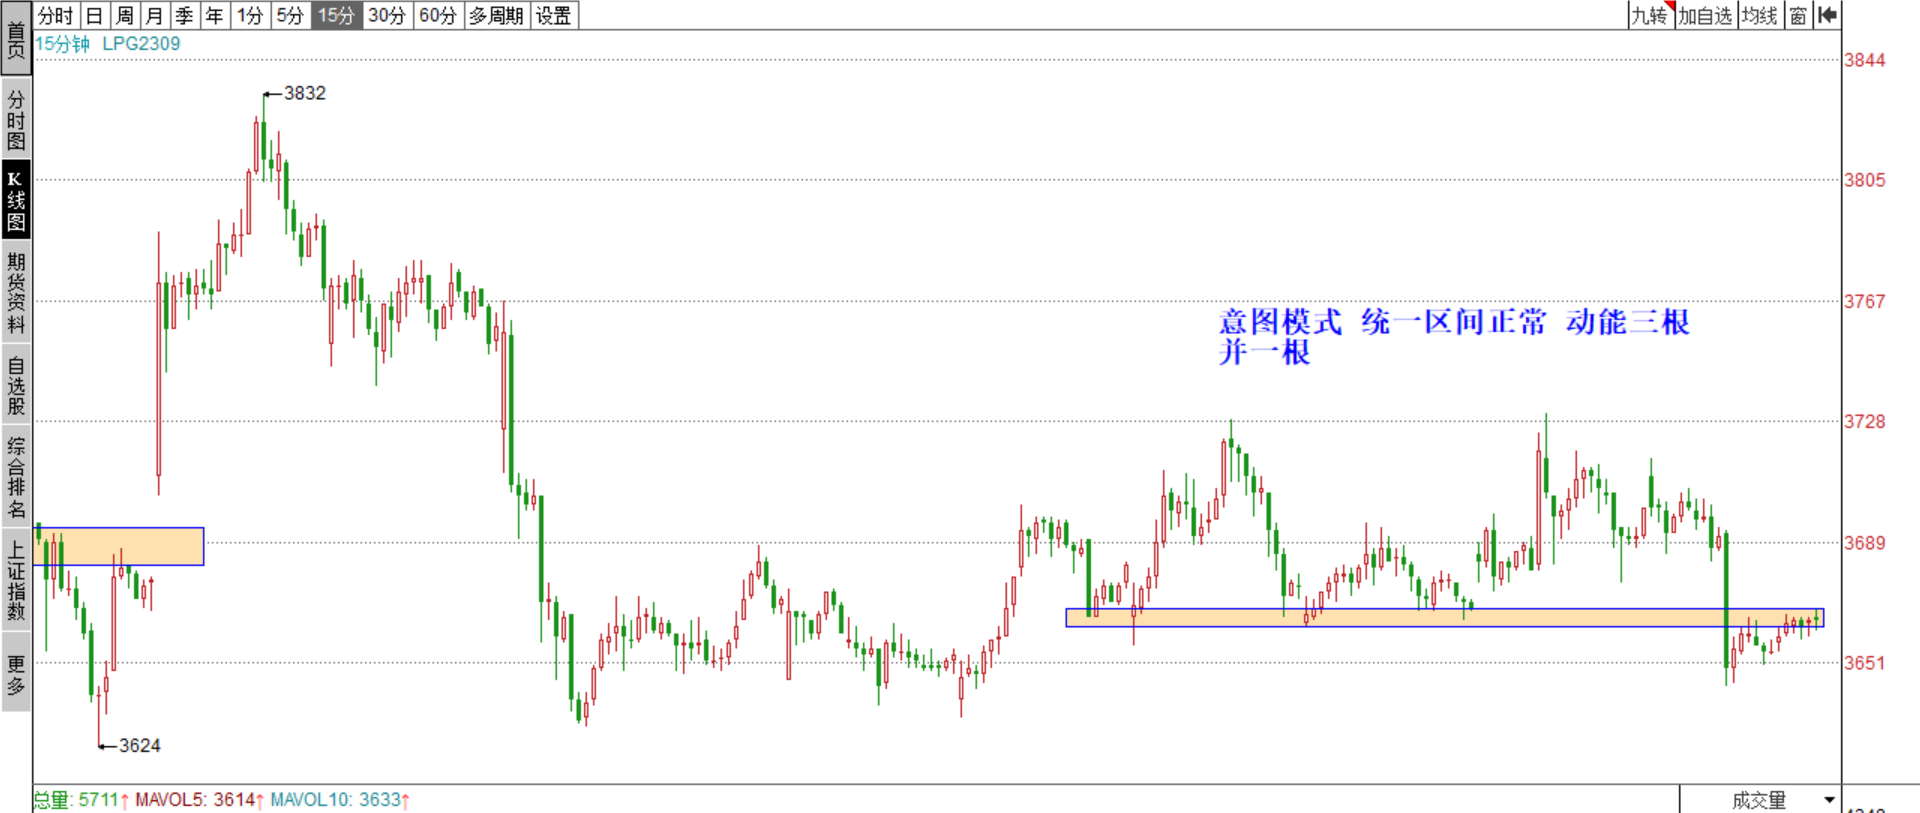 分时 日 周 月 季 年 1分 5分 15分 30分 60分 多周期 设置
九转 加自选 均线 窗
首页
分时图
K线图
期货资料
自选股
综合排名
上证指数
更多
15分钟 LPG2309
3844
3832
3805
3767
意图模式 统一区间正常 动能三根
并一根
3728
3689
3651
3624
总量: 5711↑ MAVOL5: 3614↑ MAVOL10: 3633↑
成交量